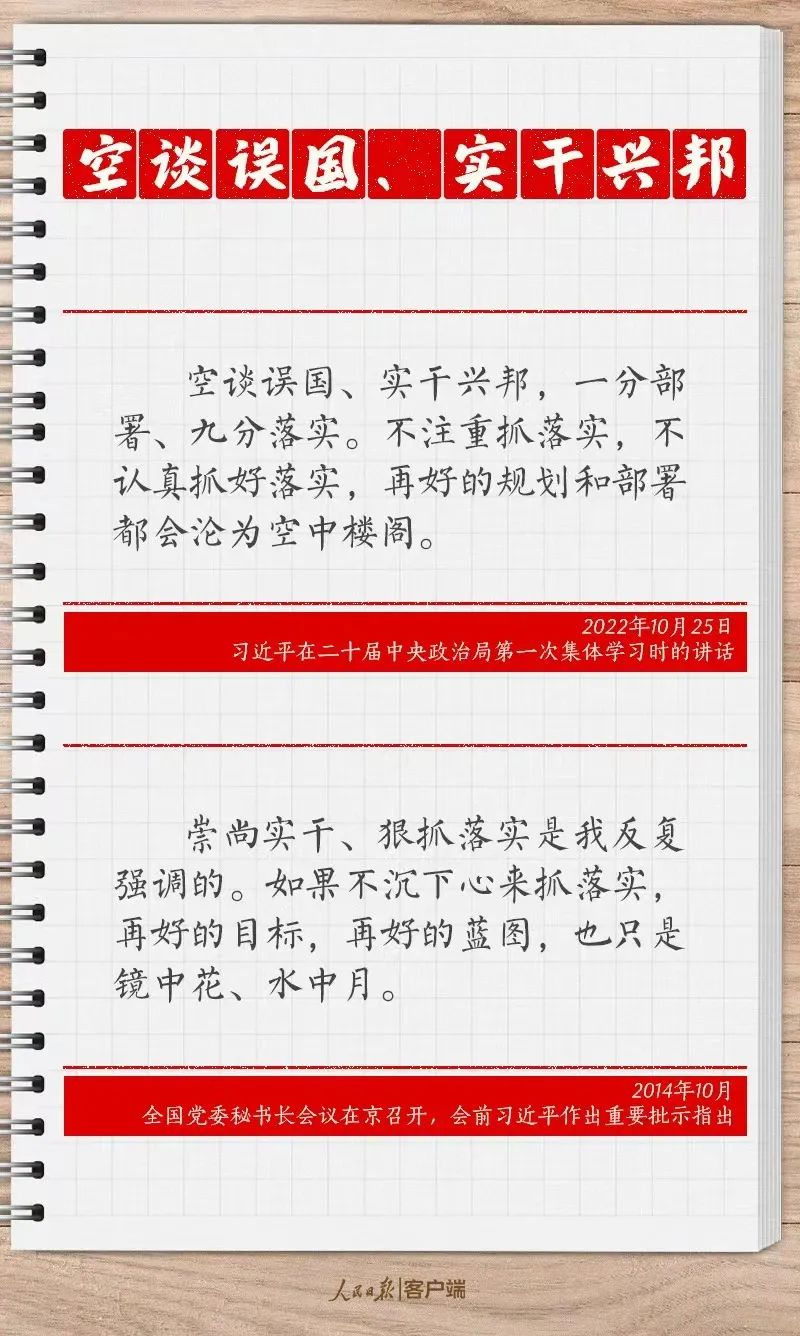 空谈误国、实干兴邦
空谈误国、实干兴邦，一分部
署、九分落实。不注重抓落实，不
认真抓好落实，再好的规划和部署
都会沦为空中楼阁。
2022年10月25日
习近平在二十届中央政治局第一次集体学习时的讲话
崇尚实干、狠抓落实是我反复
强调的。如果不沉下心来抓落实，
再好的目标，再好的蓝图，也只是
镜中花、水中月。
2014年10月
全国党委秘书长会议在京召开，会前习近平作出重要批示指出
人民日报|客户端